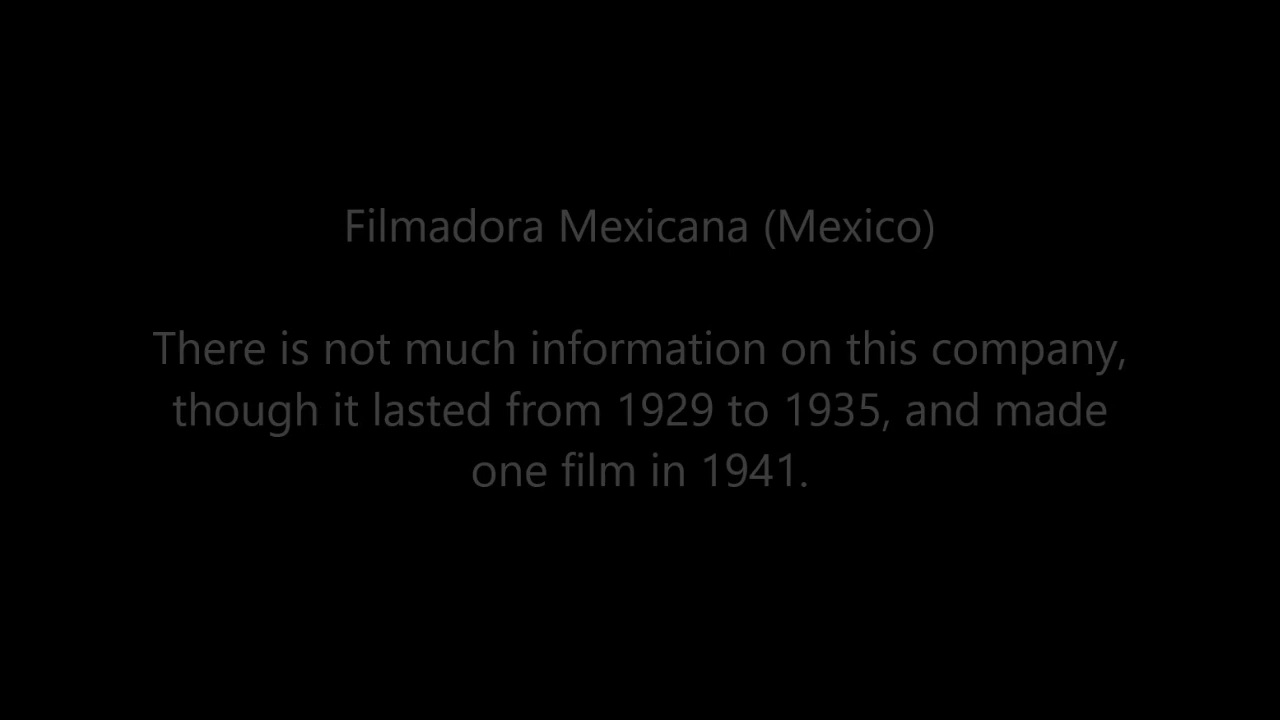 Filmadora Mexicana (Mexico)
There is not much information on this company,
though it lasted from 1929 to 1935, and made
one film in 1941.